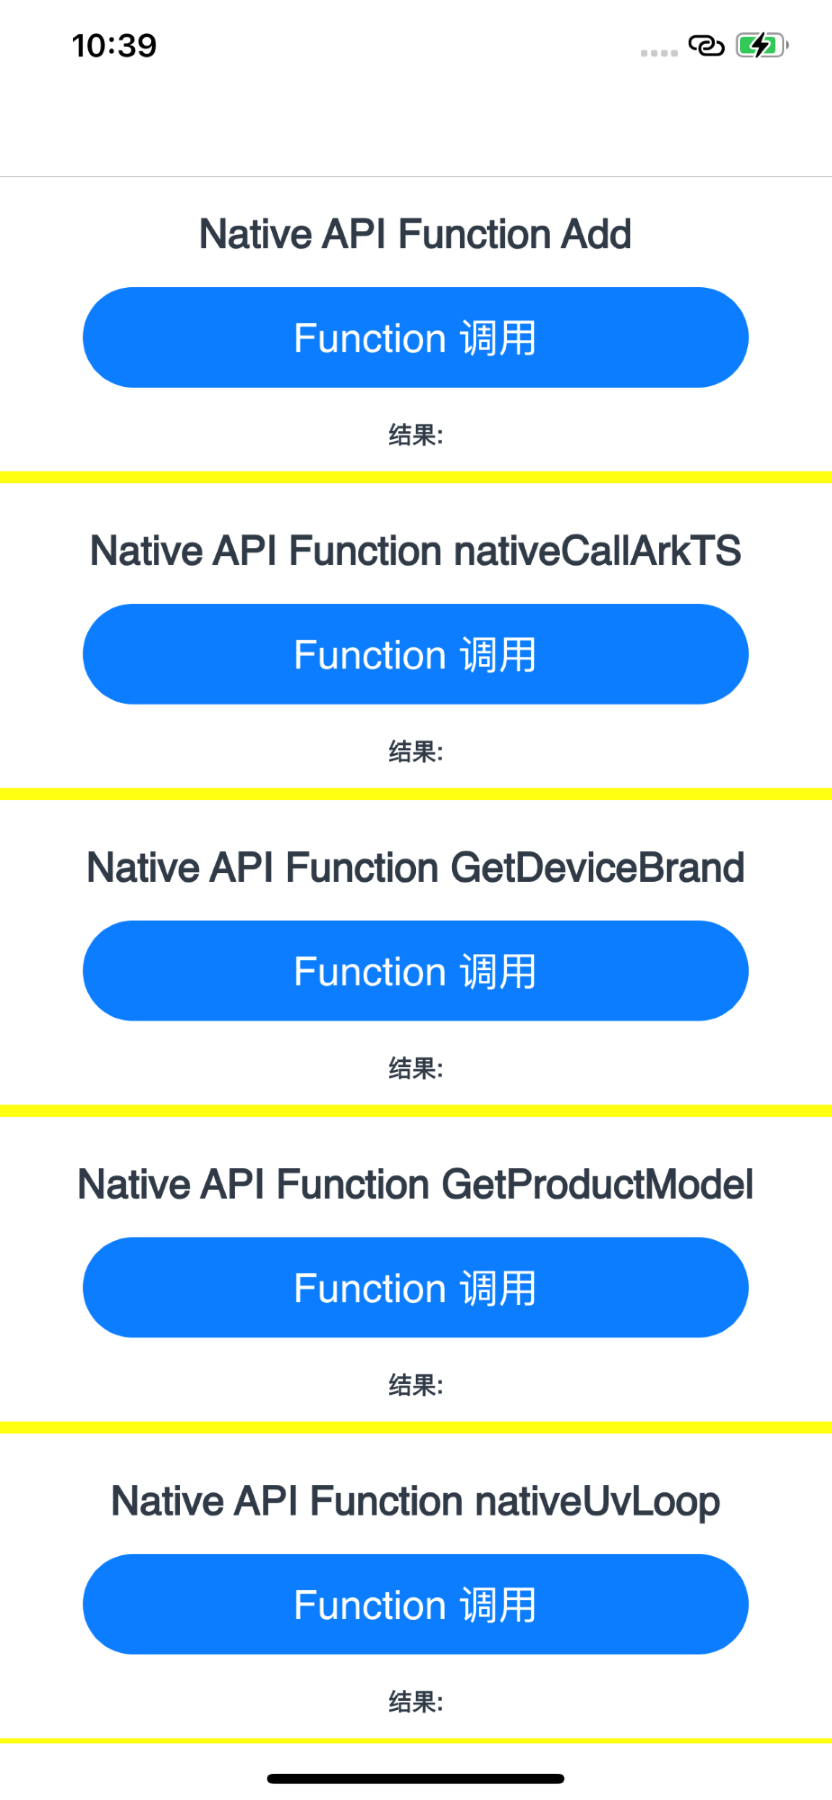 10:39
Native API Function Add
Function 调用
结果:
Native API Function nativeCallArkTS
Function 调用
结果:
Native API Function GetDeviceBrand
Function 调用
结果:
Native API Function GetProductModel
Function 调用
结果:
Native API Function nativeUvLoop
Function 调用
结果: